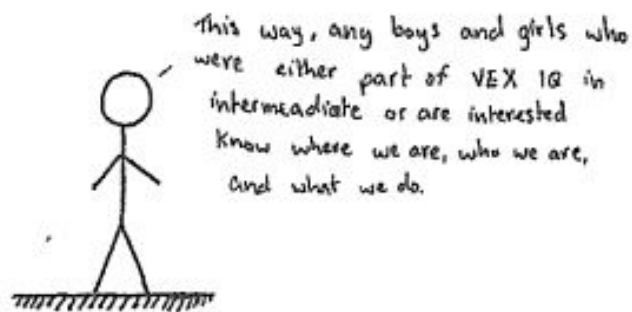 This way, any boys and girls who
were either part of VEX IQ in
intermeadiate or are interested
know where we are, who we are,
and what we do.